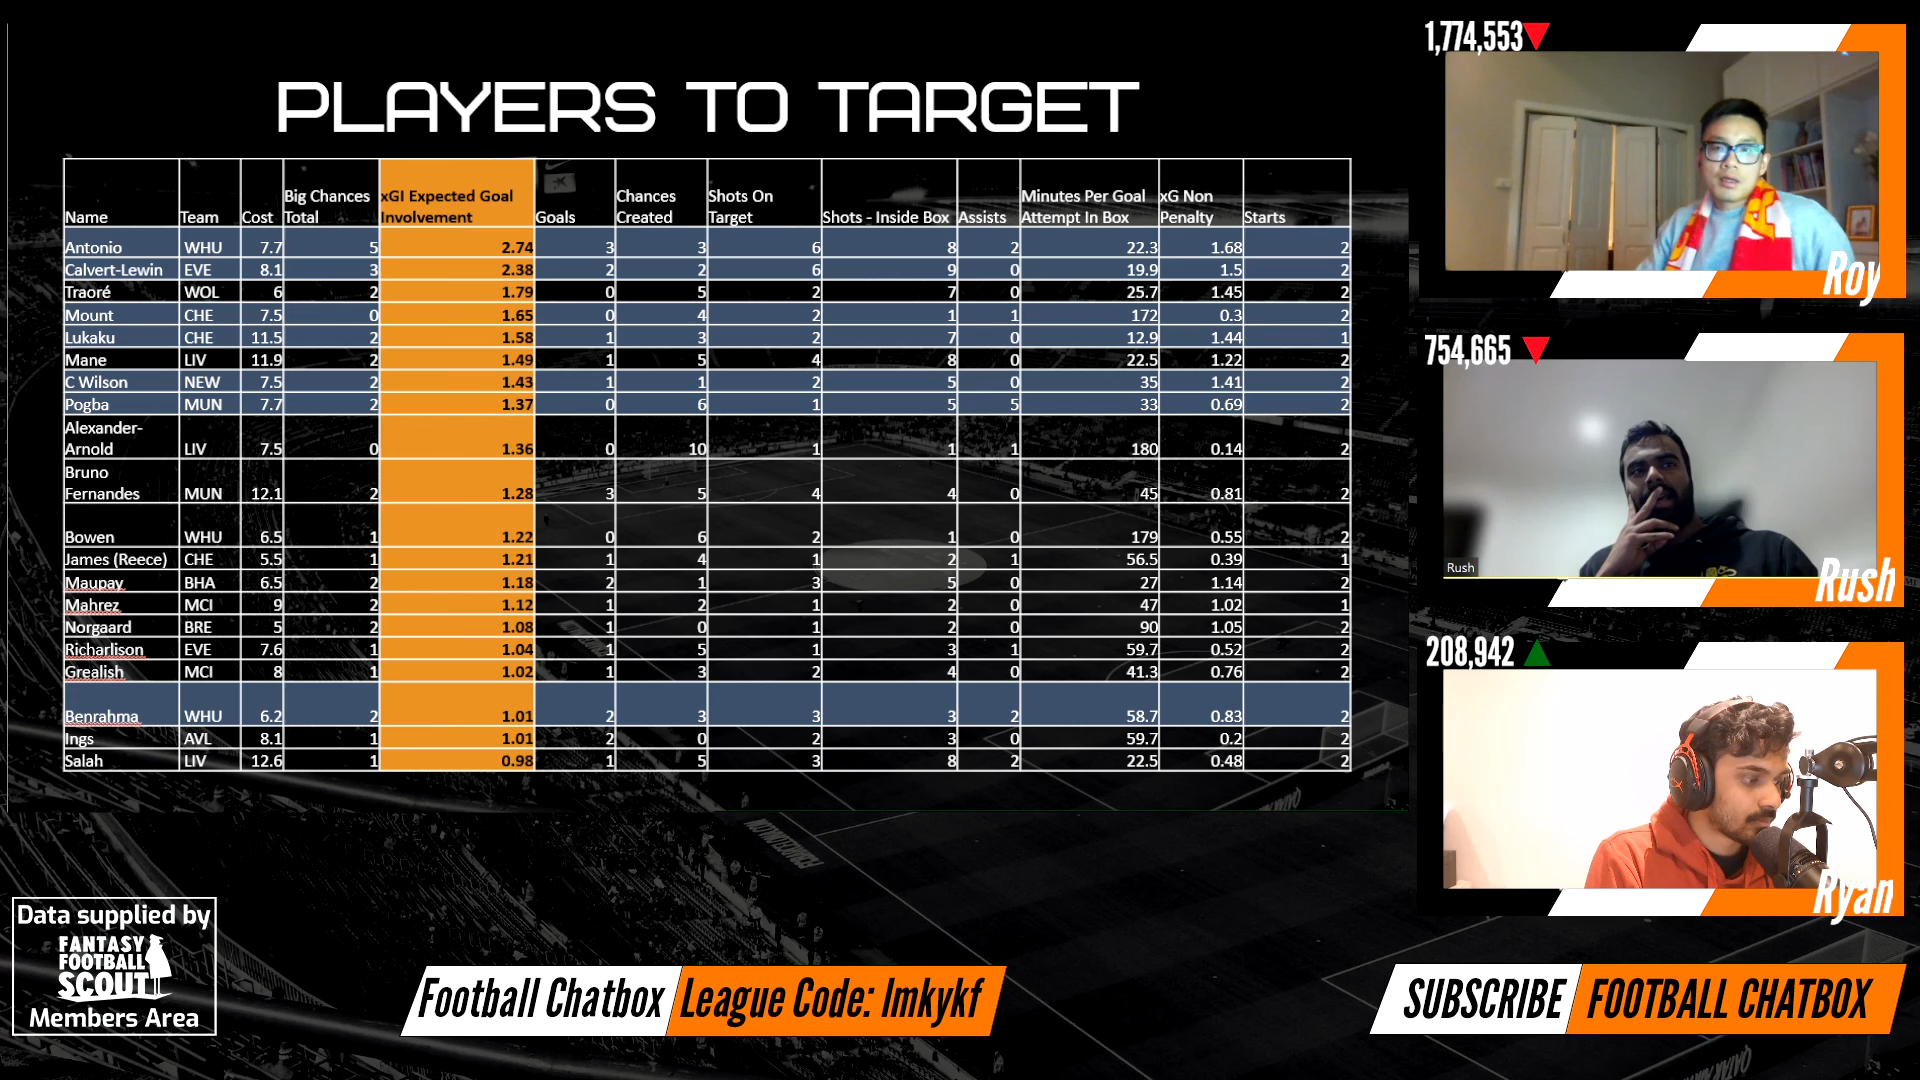 PLAYERS TO TARGET
Name Team Cost Big Chances Total xGI Expected Goal Involvement Goals Chances Created Shots On Target Shots - Inside Box Assists Minutes Per Goal Attempt In Box xG Non Penalty Starts
Antonio WHU 7.7 5 2.74 3 3 6 8 2 22.3 1.68 2
Calvert-Lewin EVE 8.1 3 2.38 2 2 6 9 0 19.9 1.5 2
Traoré WOL 6 2 1.79 0 5 2 7 0 25.7 1.45 2
Mount CHE 7.5 0 1.65 0 4 2 1 1 172 0.3 2
Lukaku CHE 11.5 2 1.58 1 3 2 7 0 12.9 1.44 1
Mane LIV 11.9 2 1.49 1 5 4 8 0 22.5 1.22 2
C Wilson NEW 7.5 2 1.43 1 1 2 5 0 35 1.41 2
Pogba MUN 7.7 2 1.37 0 6 1 5 5 33 0.69 2
Alexander-Arnold LIV 7.5 0 1.36 0 10 1 1 1 180 0.14 2
Bruno Fernandes MUN 12.1 2 1.28 3 5 4 4 0 45 0.81 2
Bowen WHU 6.5 1 1.22 0 6 2 1 0 179 0.55 2
James (Reece) CHE 5.5 1 1.21 1 4 1 2 1 56.5 0.39 1
Maupay BHA 6.5 2 1.18 2 1 3 5 0 27 1.14 2
Mahrez MCI 9 2 1.12 1 2 1 2 0 47 1.02 1
Norgaard BRE 5 2 1.08 1 0 1 2 0 90 1.05 2
Richarlison EVE 7.6 1 1.04 1 5 1 3 1 59.7 0.52 2
Grealish MCI 8 1 1.02 1 3 2 4 0 41.3 0.76 2
Benrahma WHU 6.2 2 1.01 2 3 3 3 2 58.7 0.83 2
Ings AVL 8.1 1 1.01 2 0 2 3 0 59.7 0.2 2
Salah LIV 12.6 1 0.98 1 5 3 8 2 22.5 0.48 2
1,774,553
Roy
754,665
Rush
Rush
208,942
Ryan
Data supplied by
FANTASY
FOOTBALL
SCOUT
Members Area
Football Chatbox League Code: lmkykf
SUBSCRIBE FOOTBALL CHATBOX